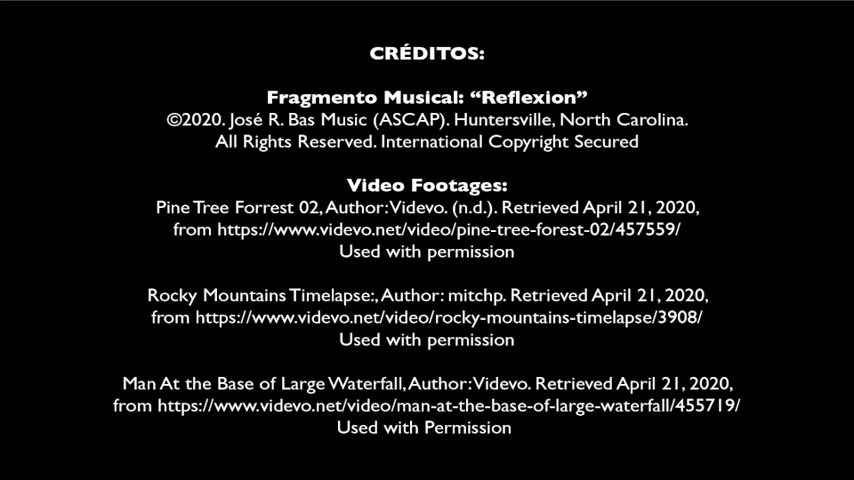 CRÉDITOS:
Fragmento Musical: “Reflexion”
©2020. José R. Bas Music (ASCAP). Huntersville, North Carolina.
All Rights Reserved. International Copyright Secured
Video Footages:
Pine Tree Forrest 02, Author: Videvo. (n.d.). Retrieved April 21, 2020,
from https://www.videvo.net/video/pine-tree-forest-02/457559/
Used with permission
Rocky Mountains Timelapse:, Author: mitchp. Retrieved April 21, 2020,
from https://www.videvo.net/video/rocky-mountains-timelapse/3908/
Used with permission
Man At the Base of Large Waterfall, Author: Videvo. Retrieved April 21, 2020,
from https://www.videvo.net/video/man-at-the-base-of-large-waterfall/455719/
Used with Permission